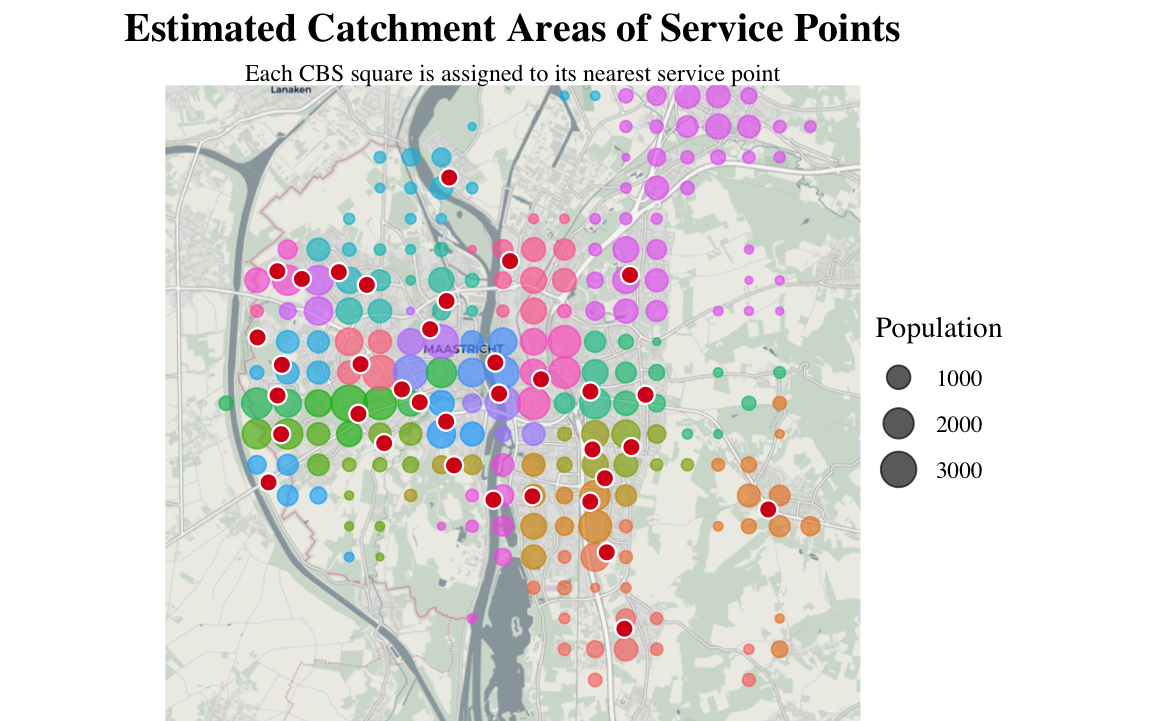 Estimated Catchment Areas of Service Points
Each CBS square is assigned to its nearest service point
Lanaken
MAASTRICHT
Population
1000
2000
3000